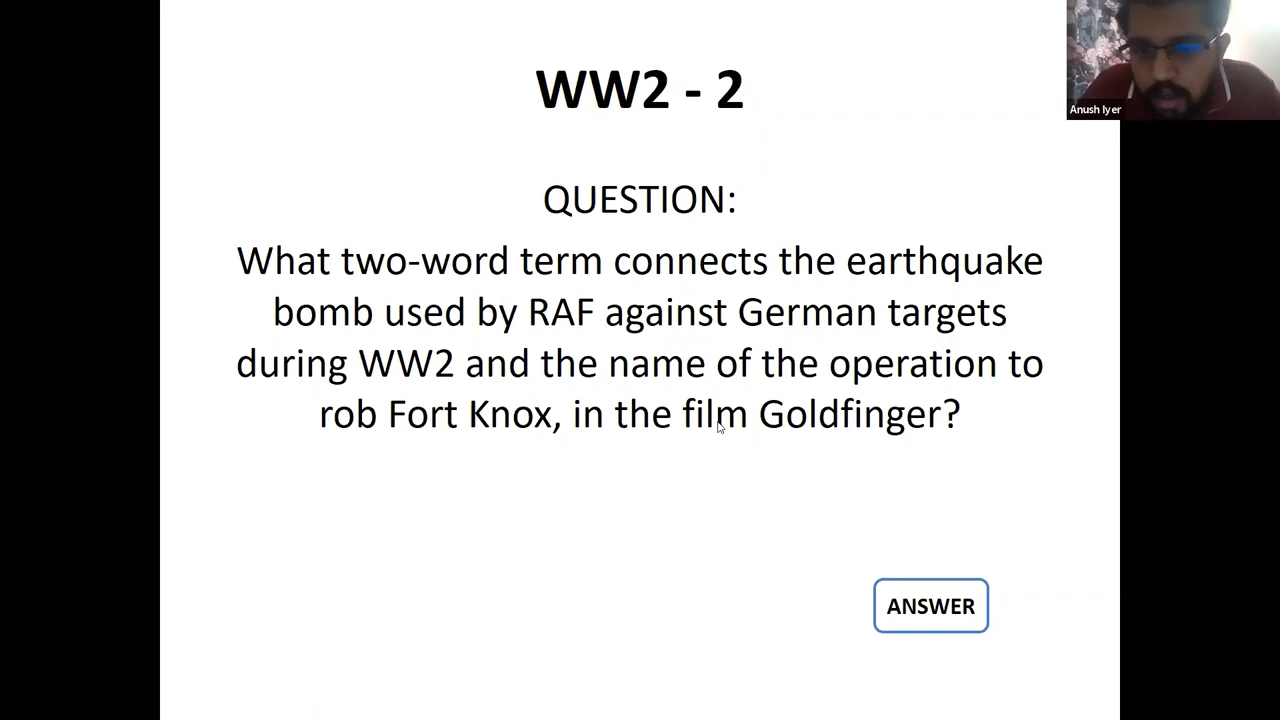 WW2 - 2
Anush Iyer
QUESTION:
What two-word term connects the earthquake
bomb used by RAF against German targets
during WW2 and the name of the operation to
rob Fort Knox, in the film Goldfinger?
ANSWER